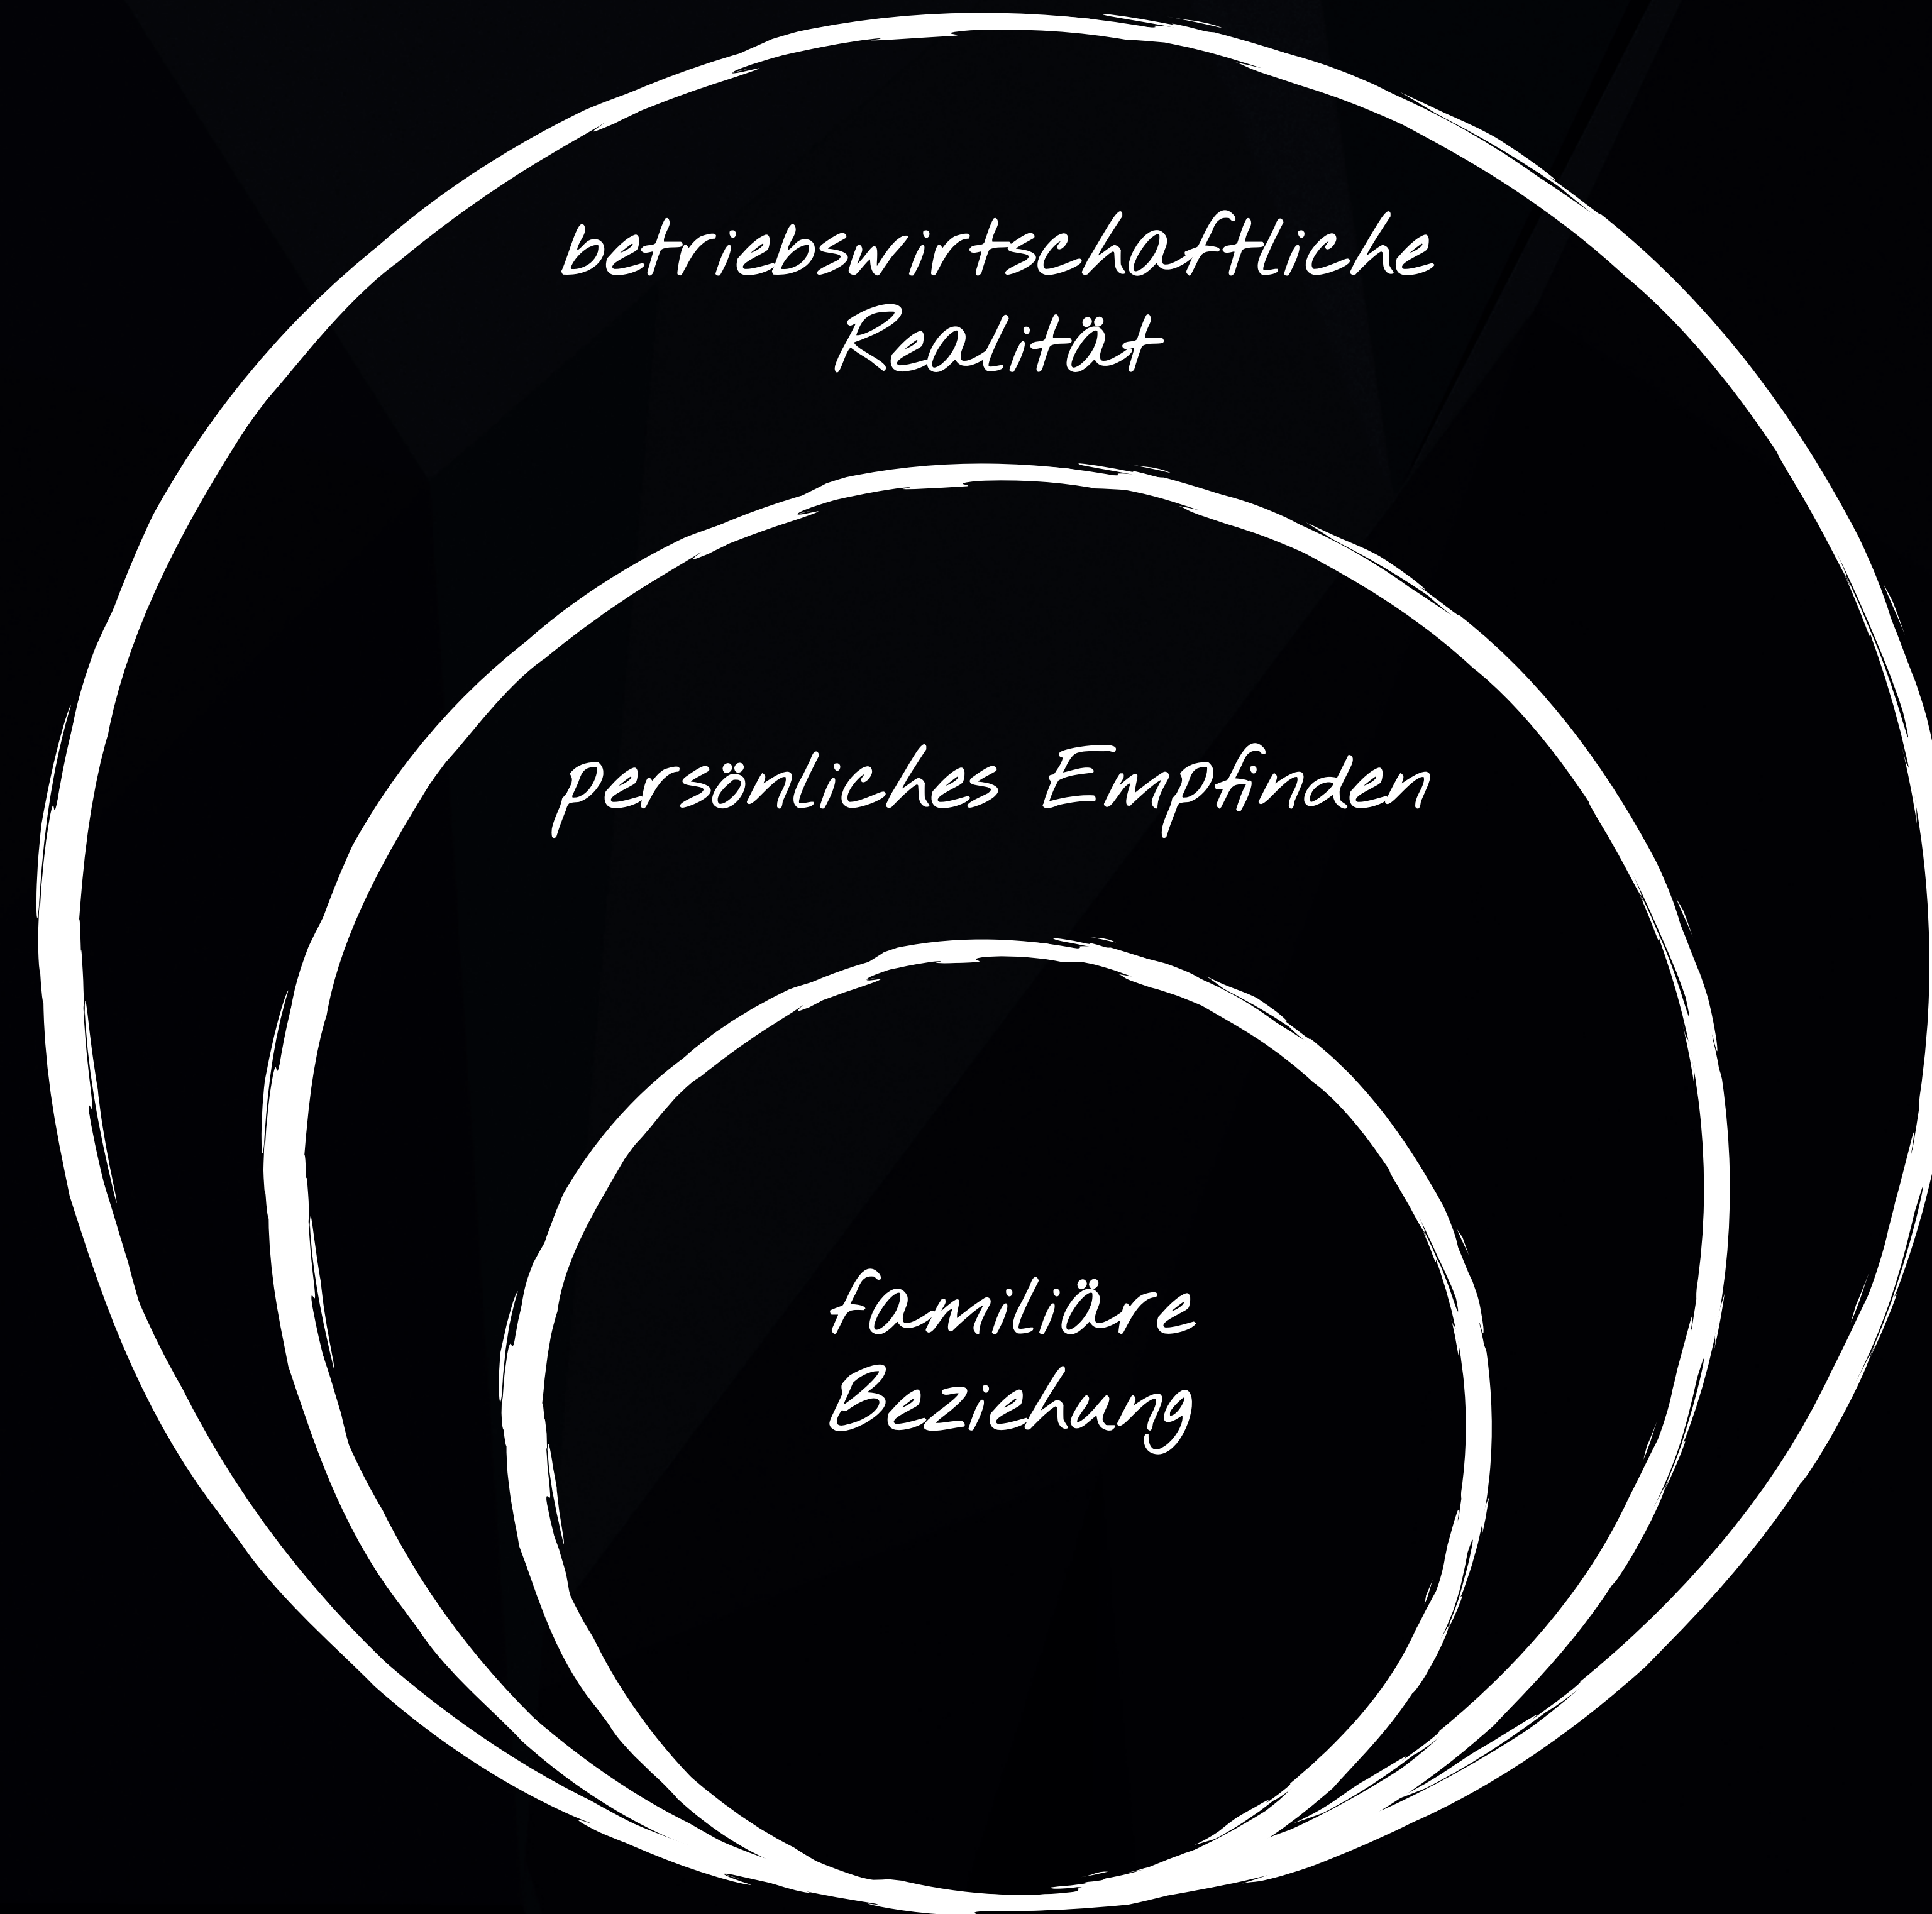 betriebswirtschaftliche
Realität
persönliches Empfinden
familiäre
Beziehung